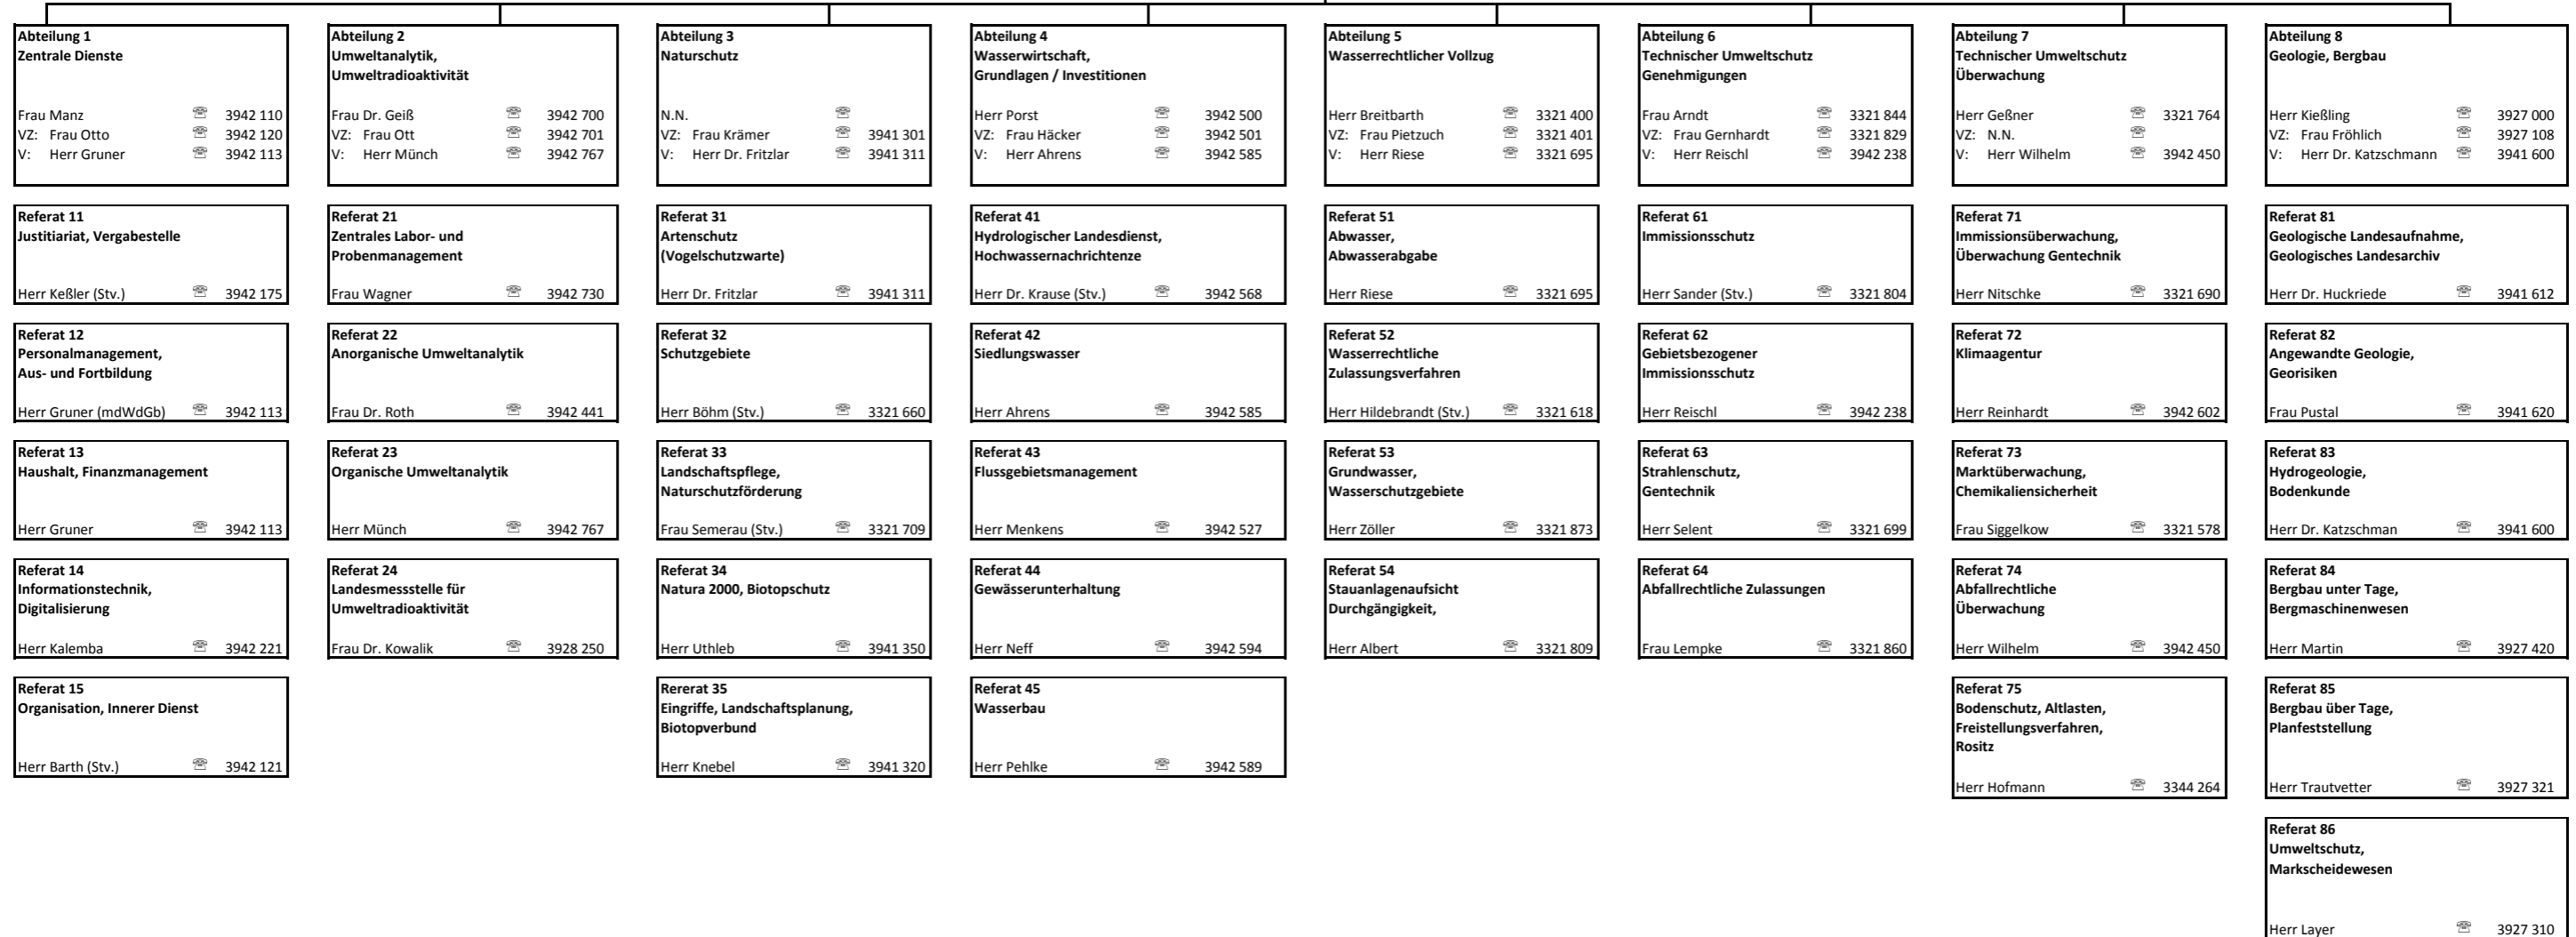 Abteilung 1
Zentrale Dienste
Frau Manz ☏ 3942 110
VZ: Frau Otto ☏ 3942 120
V: Herr Gruner ☏ 3942 113
Referat 11
Justitiariat, Vergabestelle
Herr Keßler (Stv.) ☏ 3942 175
Referat 12
Personalmanagement,
Aus- und Fortbildung
Herr Gruner (mdWdGb) ☏ 3942 113
Referat 13
Haushalt, Finanzmanagement
Herr Gruner ☏ 3942 113
Referat 14
Informationstechnik,
Digitalisierung
Herr Kalemba ☏ 3942 221
Referat 15
Organisation, Innerer Dienst
Herr Barth (Stv.) ☏ 3942 121
Abteilung 2
Umweltanalytik,
Umweltradioaktivität
Frau Dr. Geiß ☏ 3942 700
VZ: Frau Ott ☏ 3942 701
V: Herr Münch ☏ 3942 767
Referat 21
Zentrales Labor- und
Probenmanagement
Frau Wagner ☏ 3942 730
Referat 22
Anorganische Umweltanalytik
Frau Dr. Roth ☏ 3942 441
Referat 23
Organische Umweltanalytik
Herr Münch ☏ 3942 767
Referat 24
Landesmessstelle für
Umweltradioaktivität
Frau Dr. Kowalik ☏ 3928 250
Abteilung 3
Naturschutz
N.N. ☏
VZ: Frau Krämer ☏ 3941 301
V: Herr Dr. Fritzlar ☏ 3941 311
Referat 31
Artenschutz
(Vogelschutzwarte)
Herr Dr. Fritzlar ☏ 3941 311
Referat 32
Schutzgebiete
Herr Böhm (Stv.) ☏ 3321 660
Referat 33
Landschaftspflege,
Naturschutzförderung
Frau Semerau (Stv.) ☏ 3321 709
Referat 34
Natura 2000, Biotopschutz
Herr Uthleb ☏ 3941 350
Rererat 35
Eingriffe, Landschaftsplanung,
Biotopverbund
Herr Knebel ☏ 3941 320
Abteilung 4
Wasserwirtschaft,
Grundlagen / Investitionen
Herr Porst ☏ 3942 500
VZ: Frau Häcker ☏ 3942 501
V: Herr Ahrens ☏ 3942 585
Referat 41
Hydrologischer Landesdienst,
Hochwassernachrichtenze
Herr Dr. Krause (Stv.) ☏ 3942 568
Referat 42
Siedlungswasser
Herr Ahrens ☏ 3942 585
Referat 43
Flussgebietsmanagement
Herr Menkens ☏ 3942 527
Referat 44
Gewässerunterhaltung
Herr Neff ☏ 3942 594
Referat 45
Wasserbau
Herr Pehlke ☏ 3942 589
Abteilung 5
Wasserrechtlicher Vollzug
Herr Breitbarth ☏ 3321 400
VZ: Frau Pietzuch ☏ 3321 401
V: Herr Riese ☏ 3321 695
Referat 51
Abwasser,
Abwasserabgabe
Herr Riese ☏ 3321 695
Referat 52
Wasserrechtliche
Zulassungsverfahren
Herr Hildebrandt (Stv.) ☏ 3321 618
Referat 53
Grundwasser,
Wasserschutzgebiete
Herr Zöller ☏ 3321 873
Referat 54
Stauanlagenaufsicht
Durchgängigkeit,
Herr Albert ☏ 3321 809
Abteilung 6
Technischer Umweltschutz
Genehmigungen
Frau Arndt ☏ 3321 844
VZ: Frau Gernhardt ☏ 3321 829
V: Herr Reischl ☏ 3942 238
Referat 61
Immissionsschutz
Herr Sander (Stv.) ☏ 3321 804
Referat 62
Gebietsbezogener
Immissionsschutz
Herr Reischl ☏ 3942 238
Referat 63
Strahlenschutz,
Gentechnik
Herr Selent ☏ 3321 699
Referat 64
Abfallrechtliche Zulassungen
Frau Lempke ☏ 3321 860
Abteilung 7
Technischer Umweltschutz
Überwachung
Herr Geßner ☏ 3321 764
VZ: N.N. ☏
V: Herr Wilhelm ☏ 3942 450
Referat 71
Immissionsüberwachung,
Überwachung Gentechnik
Herr Nitschke ☏ 3321 690
Referat 72
Klimaagentur
Herr Reinhardt ☏ 3942 602
Referat 73
Marktüberwachung,
Chemikaliensicherheit
Frau Siggelkow ☏ 3321 578
Referat 74
Abfallrechtliche
Überwachung
Herr Wilhelm ☏ 3942 450
Referat 75
Bodenschutz, Altlasten,
Freistellungsverfahren,
Rositz
Herr Hofmann ☏ 3344 264
Abteilung 8
Geologie, Bergbau
Herr Kießling ☏ 3927 000
VZ: Frau Fröhlich ☏ 3927 108
V: Herr Dr. Katzschmann ☏ 3941 600
Referat 81
Geologische Landesaufnahme,
Geologisches Landesarchiv
Herr Dr. Huckriede ☏ 3941 612
Referat 82
Angewandte Geologie,
Georisiken
Frau Pustal ☏ 3941 620
Referat 83
Hydrogeologie,
Bodenkunde
Herr Dr. Katzschman ☏ 3941 600
Referat 84
Bergbau unter Tage,
Bergmaschinenwesen
Herr Martin ☏ 3927 420
Referat 85
Bergbau über Tage,
Planfeststellung
Herr Trautvetter ☏ 3927 321
Referat 86
Umweltschutz,
Markscheidewesen
Herr Layer ☏ 3927 310